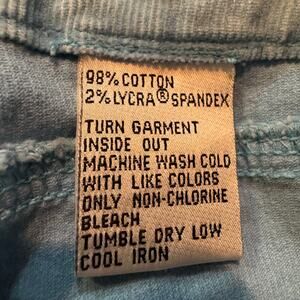 98% COTTON
2% LYCRA® SPANDEX
TURN GARMENT
INSIDE OUT
MACHINE WASH COLD
WITH LIKE COLORS
ONLY NON-CHLORINE
BLEACH
TUMBLE DRY LOW
COOL IRON